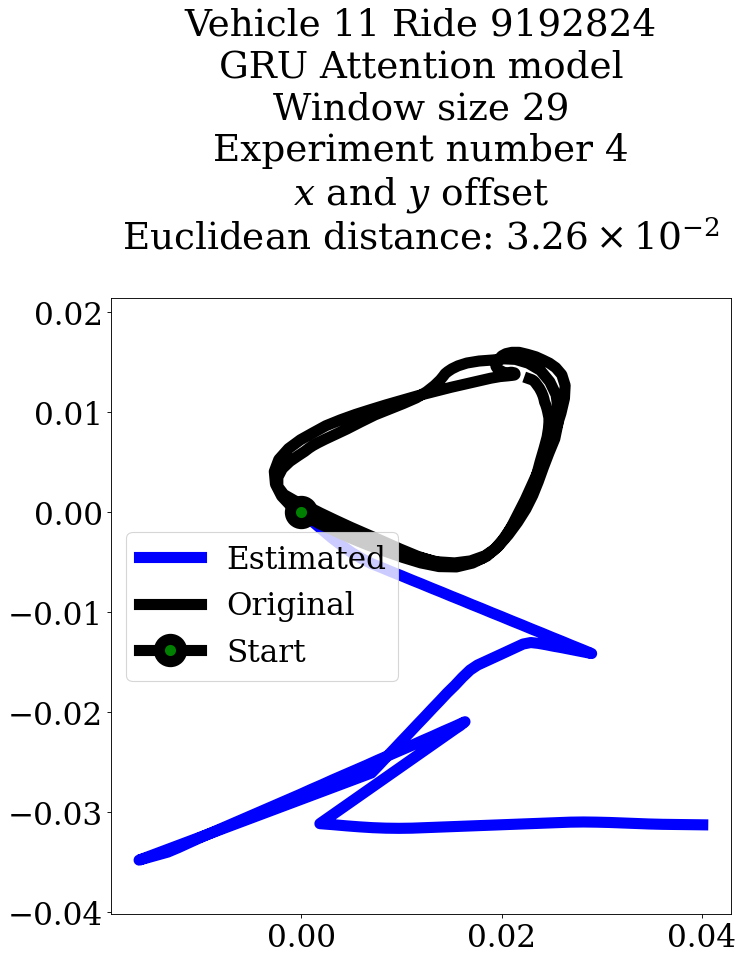 Vehicle 11 Ride 9192824
GRU Attention model
Window size 29
Experiment number 4
x and y offset
Euclidean distance: 3.26 × 10⁻²
0.02
0.01
0.00
−0.01
−0.02
−0.03
−0.04
Estimated
Original
Start
0.00 0.02 0.04